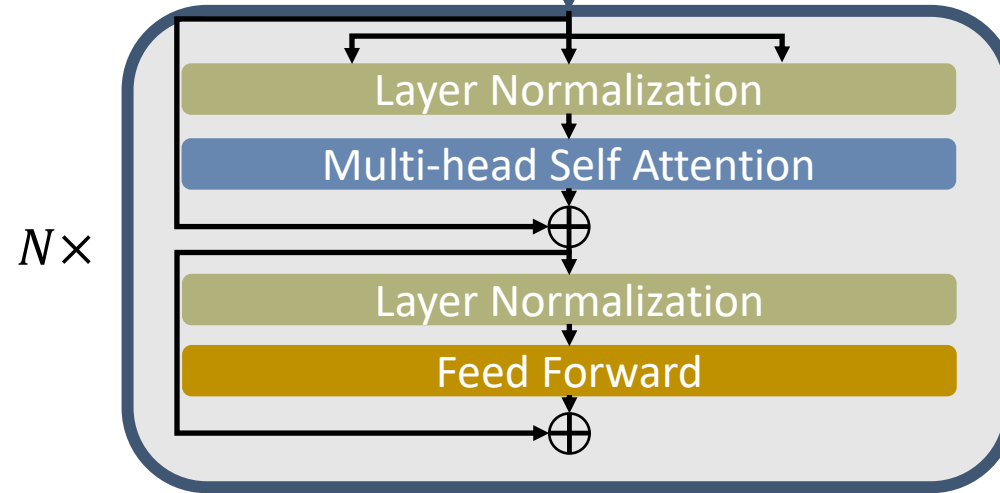 Layer Normalization
Multi-head Self Attention
N×
Layer Normalization
Feed Forward